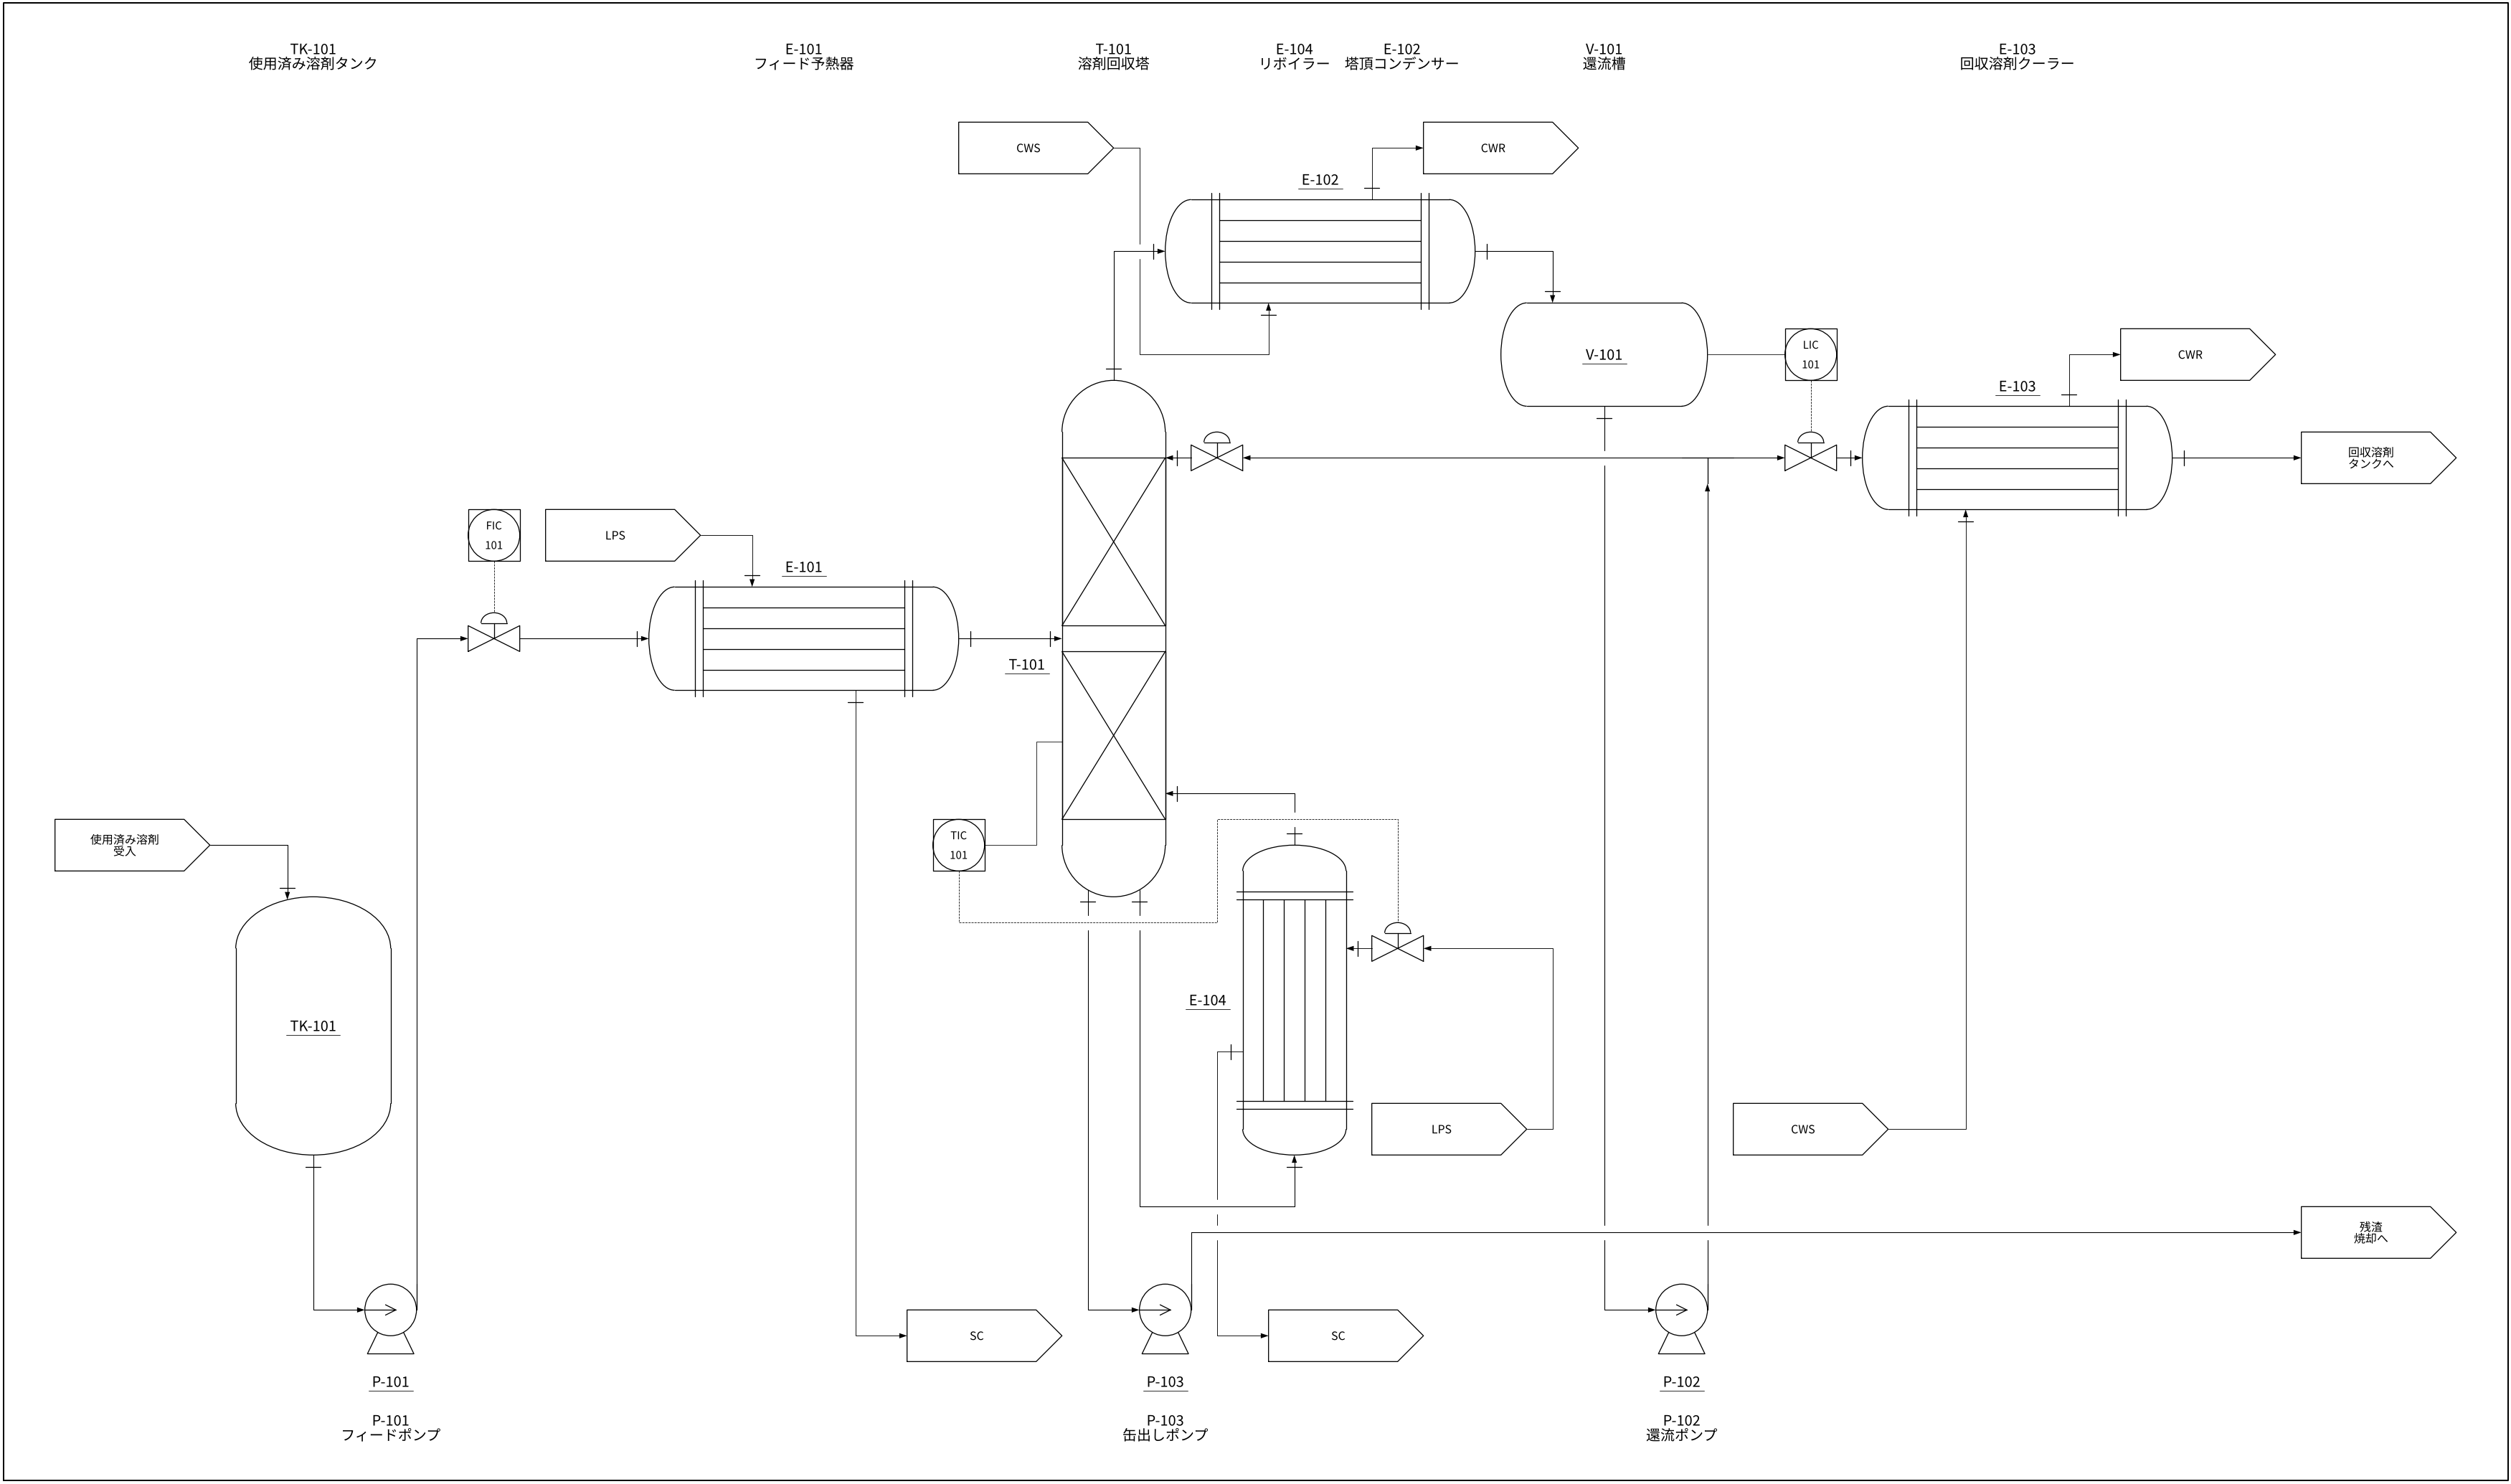 TK-101
使用済み溶剤タンク
E-101
フィード予熱器
T-101
溶剤回収塔
E-104
リボイラー
E-102
塔頂コンデンサー
V-101
還流槽
E-103
回収溶剤クーラー
CWS
CWR
E-102
V-101
LIC
101
CWR
E-103
回収溶剤
タンクへ
FIC
101
LPS
E-101
T-101
使用済み溶剤
受入
TIC
101
TK-101
E-104
LPS
CWS
残渣
焼却へ
SC
SC
P-101
P-103
P-102
P-101
フィードポンプ
P-103
缶出しポンプ
P-102
還流ポンプ